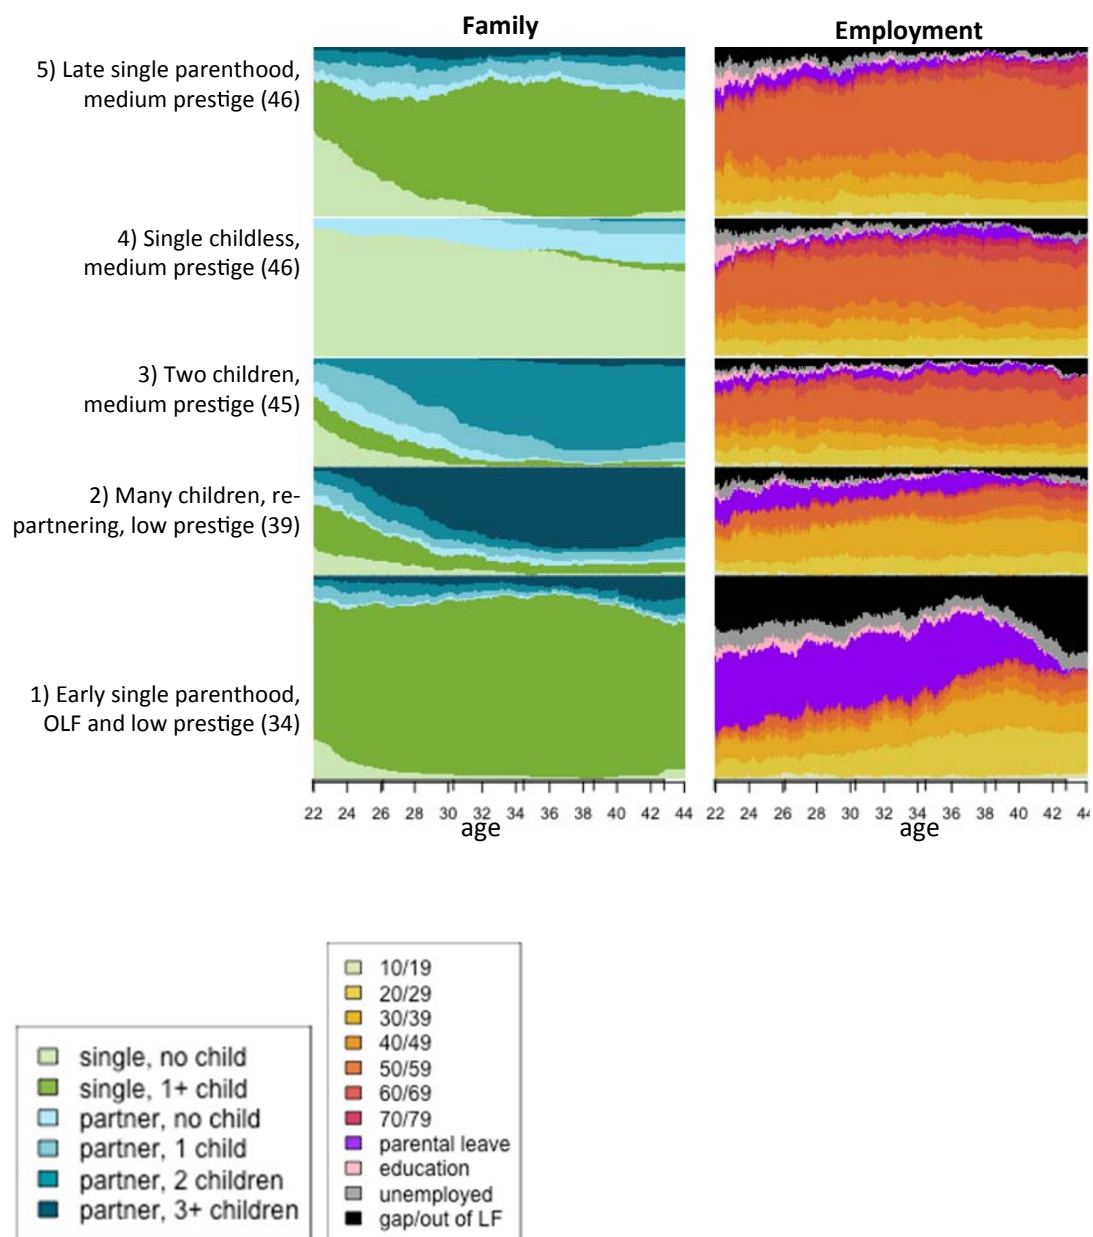 Family
Employment
5) Late single parenthood,
medium prestige (46)
4) Single childless,
medium prestige (46)
3) Two children,
medium prestige (45)
2) Many children, re-
partnering, low prestige (39)
1) Early single parenthood,
OLF and low prestige (34)
22 24 26 28 30 32 34 36 38 40 42 44
age
22 24 26 28 30 32 34 36 38 40 42 44
age
single, no child
single, 1+ child
partner, no child
partner, 1 child
partner, 2 children
partner, 3+ children
10/19
20/29
30/39
40/49
50/59
60/69
70/79
parental leave
education
unemployed
gap/out of LF